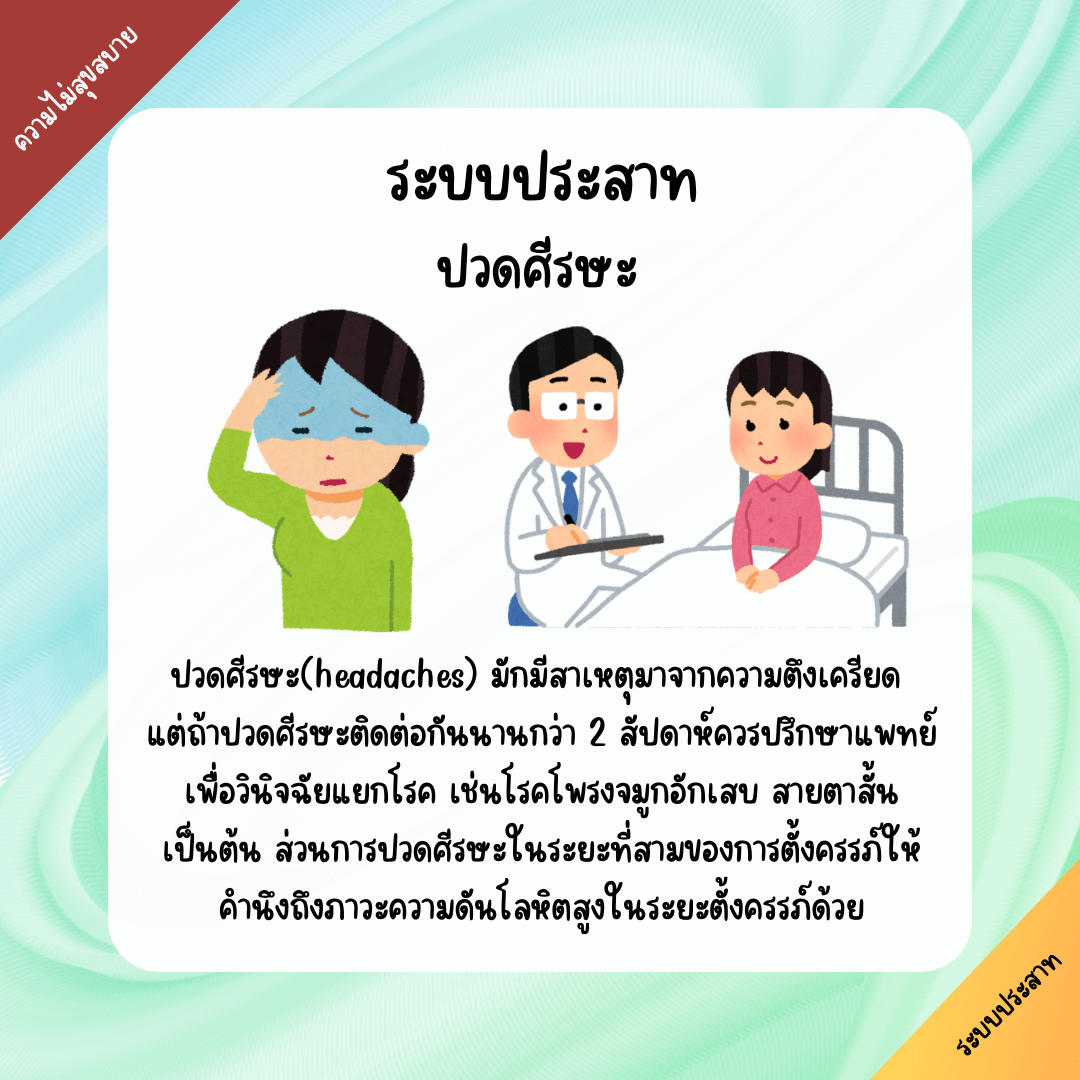 ความไม่สุขสบาย
ระบบประสาท
ปวดศีรษะ
ปวดศีรษะ(headaches) มักมีสาเหตุมาจากความตึงเครียด
แต่ถ้าปวดศีรษะติดต่อกันนานกว่า 2 สัปดาห์ควรปรึกษาแพทย์
เพื่อวินิจฉัยแยกโรค เช่นโรคโพรงจมูกอักเสบ สายตาสั้น
เป็นต้น ส่วนการปวดศีรษะในระยะที่สามของการตั้งครรภ์ให้
คำนึงถึงภาวะความดันโลหิตสูงในระยะตั้งครรภ์ด้วย
ระบบประสาท